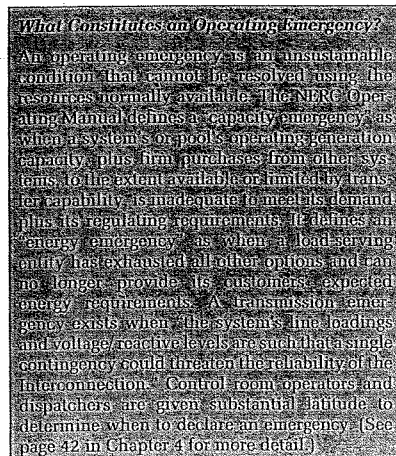 What Constitutes an Operating Emergency?
An operating emergency is an unsustainable
condition that cannot be resolved using the
resources normally available. The NERC Oper-
ating Manual defines a "capacity emergency" as
when a system's or pool's operating generation
capacity, plus firm purchases from other sys-
tems, to the extent available or limited by trans-
fer capability, is inadequate to meet its demand
plus its regulating requirements. It defines an
"energy emergency" as when a load-serving
entity has exhausted all other options and can
no longer provide its customers' expected
energy requirements. A transmission emer-
gency exists when "the system's line loadings
and voltage/reactive levels are such that a single
contingency could threaten the reliability of the
Interconnection." Control room operators and
dispatchers are given substantial latitude to
determine when to declare an emergency. (See
page 42 in Chapter 4 for more detail.)